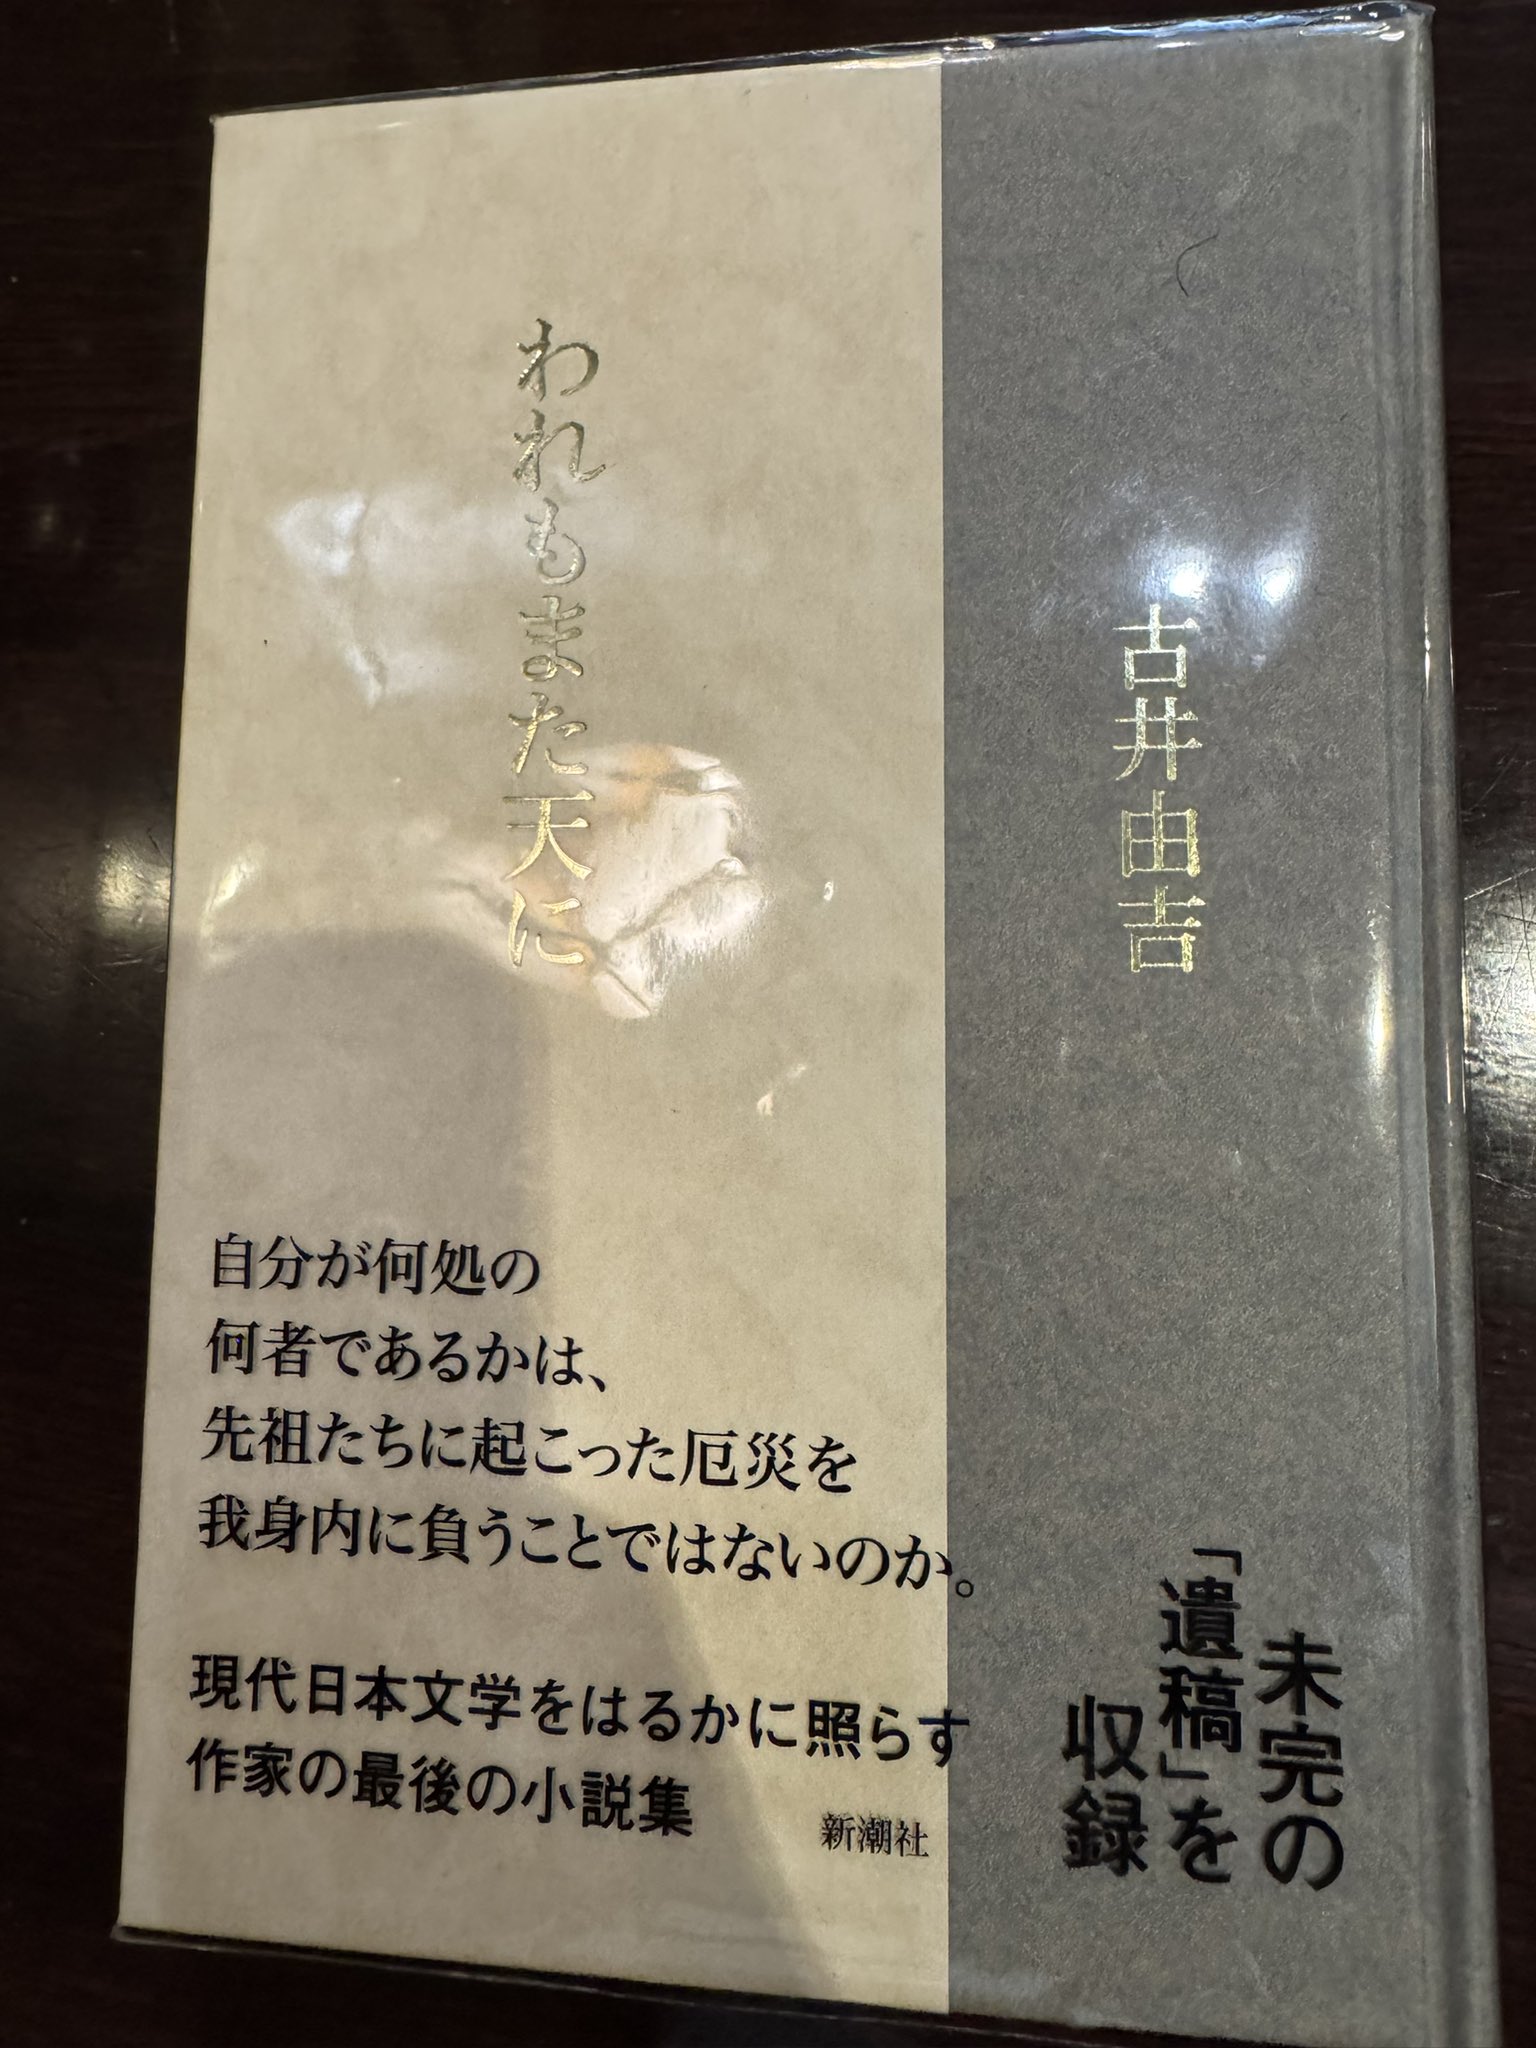 古井由吉
われもまた天に
未完の
「遺稿」を
収録
自分が何処の
何者であるかは、
先祖たちに起こった厄災を
我身内に負うことではないのか。
現代日本文学をはるかに照らす
作家の最後の小説集
新潮社